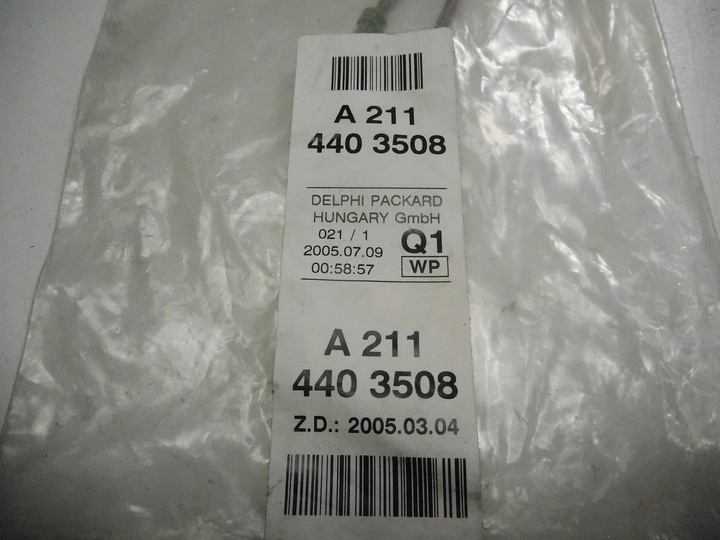 A 211
440 3508
DELPHI PACKARD
HUNGARY GmbH
021 / 1
2005.07.09
00:58:57
Q1
WP
A 211
440 3508
Z.D.: 2005.03.04